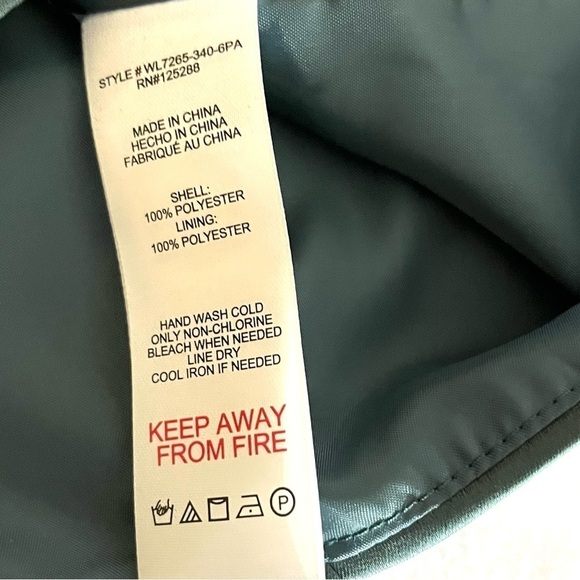 STYLE # WL7265-340-6PA
RN#125288
MADE IN CHINA
HECHO IN CHINA
FABRIQUÉ AU CHINA
SHELL:
100% POLYESTER
LINING:
100% POLYESTER
HAND WASH COLD
ONLY NON-CHLORINE
BLEACH WHEN NEEDED
LINE DRY
COOL IRON IF NEEDED
KEEP AWAY
FROM FIRE
P